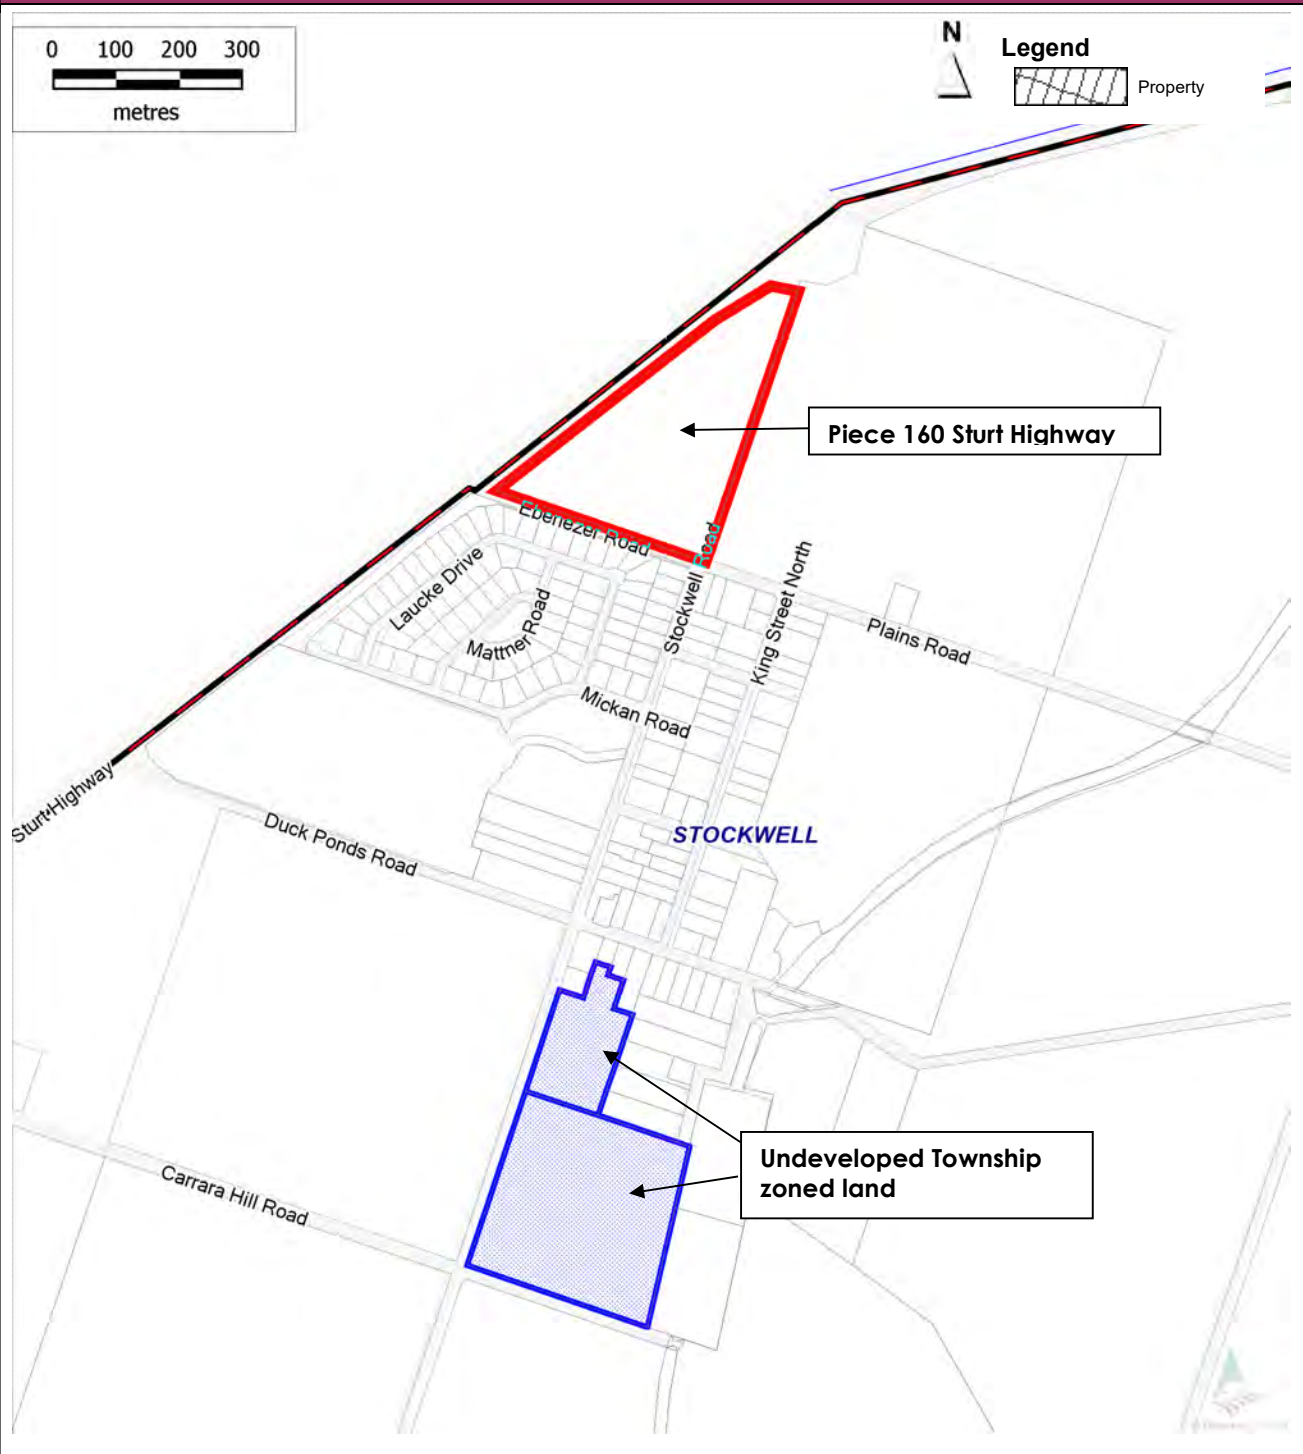 0 100 200 300
metres
N
Legend
Property
Piece 160 Sturt Highway
Ebenezer Road
Stockwell Road
King Street North
Laucke Drive
Mattner Road
Plains Road
Mickan Road
Sturt Highway
Duck Ponds Road
STOCKWELL
Undeveloped Township
zoned land
Carrara Hill Road